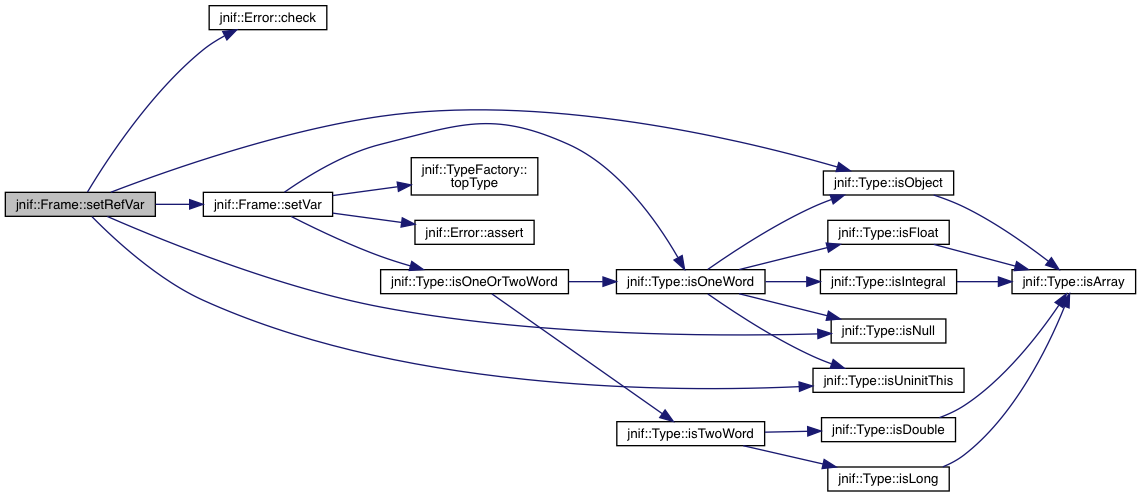 jnif::Error::check
jnif::Frame::setRefVar
jnif::Frame::setVar
jnif::TypeFactory::
topType
jnif::Error::assert
jnif::Type::isOneOrTwoWord
jnif::Type::isOneWord
jnif::Type::isTwoWord
jnif::Type::isObject
jnif::Type::isFloat
jnif::Type::isIntegral
jnif::Type::isNull
jnif::Type::isUninitThis
jnif::Type::isDouble
jnif::Type::isLong
jnif::Type::isArray